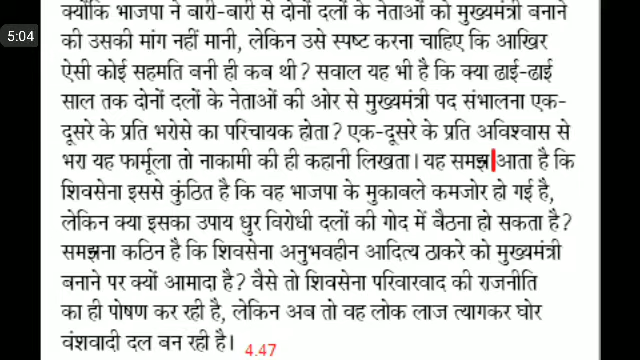 क्योंकि भाजपा ने बारी-बारी से दोनों दलों के नेताओं को मुख्यमंत्री बनाने
5:04
की उसकी मांग नहीं मानी, लेकिन उसे स्पष्ट करना चाहिए कि आखिर
ऐसी कोई सहमति बनी ही कब थी? सवाल यह भी है कि क्या ढाई-ढाई
साल तक दोनों दलों के नेताओं की ओर से मुख्यमंत्री पद संभालना एक-
दूसरे के प्रति भरोसे का परिचायक होता? एक-दूसरे के प्रति अविश्वास से
भरा यह फार्मूला तो नाकामी की ही कहानी लिखता। यह समझ आता है कि
शिवसेना इससे कुंठित है कि वह भाजपा के मुकाबले कमजोर हो गई है,
लेकिन क्या इसका उपाय धुर विरोधी दलों की गोद में बैठना हो सकता है?
समझना कठिन है कि शिवसेना अनुभवहीन आदित्य ठाकरे को मुख्यमंत्री
बनाने पर क्यों आमादा है? वैसे तो शिवसेना परिवारवाद की राजनीति
का ही पोषण कर रही है, लेकिन अब तो वह लोक लाज त्यागकर घोर
वंशवादी दल बन रही है।
4.47